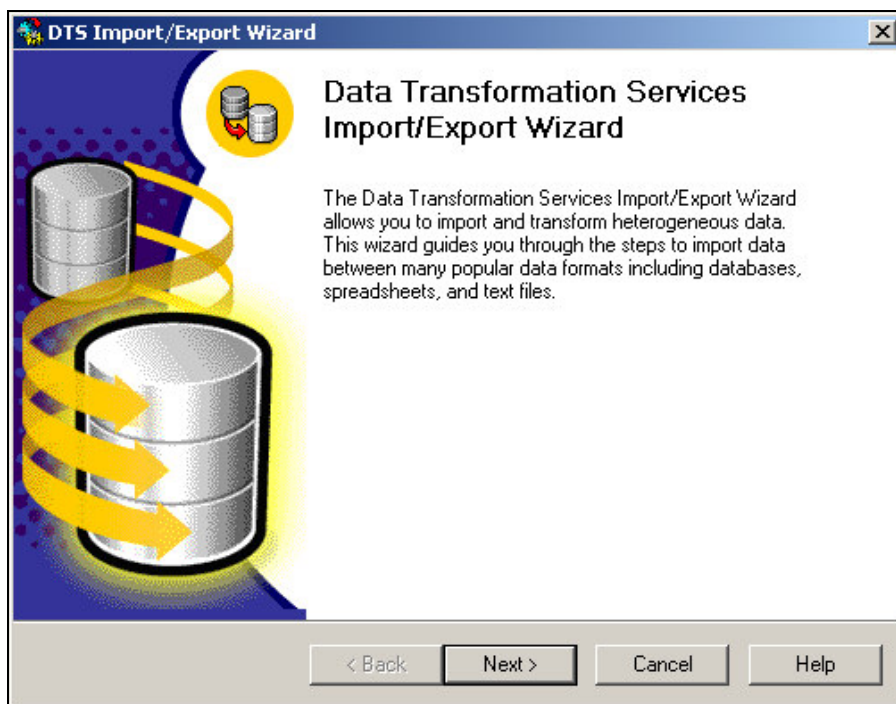 DTS Import/Export Wizard
Data Transformation Services
Import/Export Wizard
The Data Transformation Services Import/Export Wizard
allows you to import and transform heterogeneous data.
This wizard guides you through the steps to import data
between many popular data formats including databases,
spreadsheets, and text files.
< Back
Next >
Cancel
Help